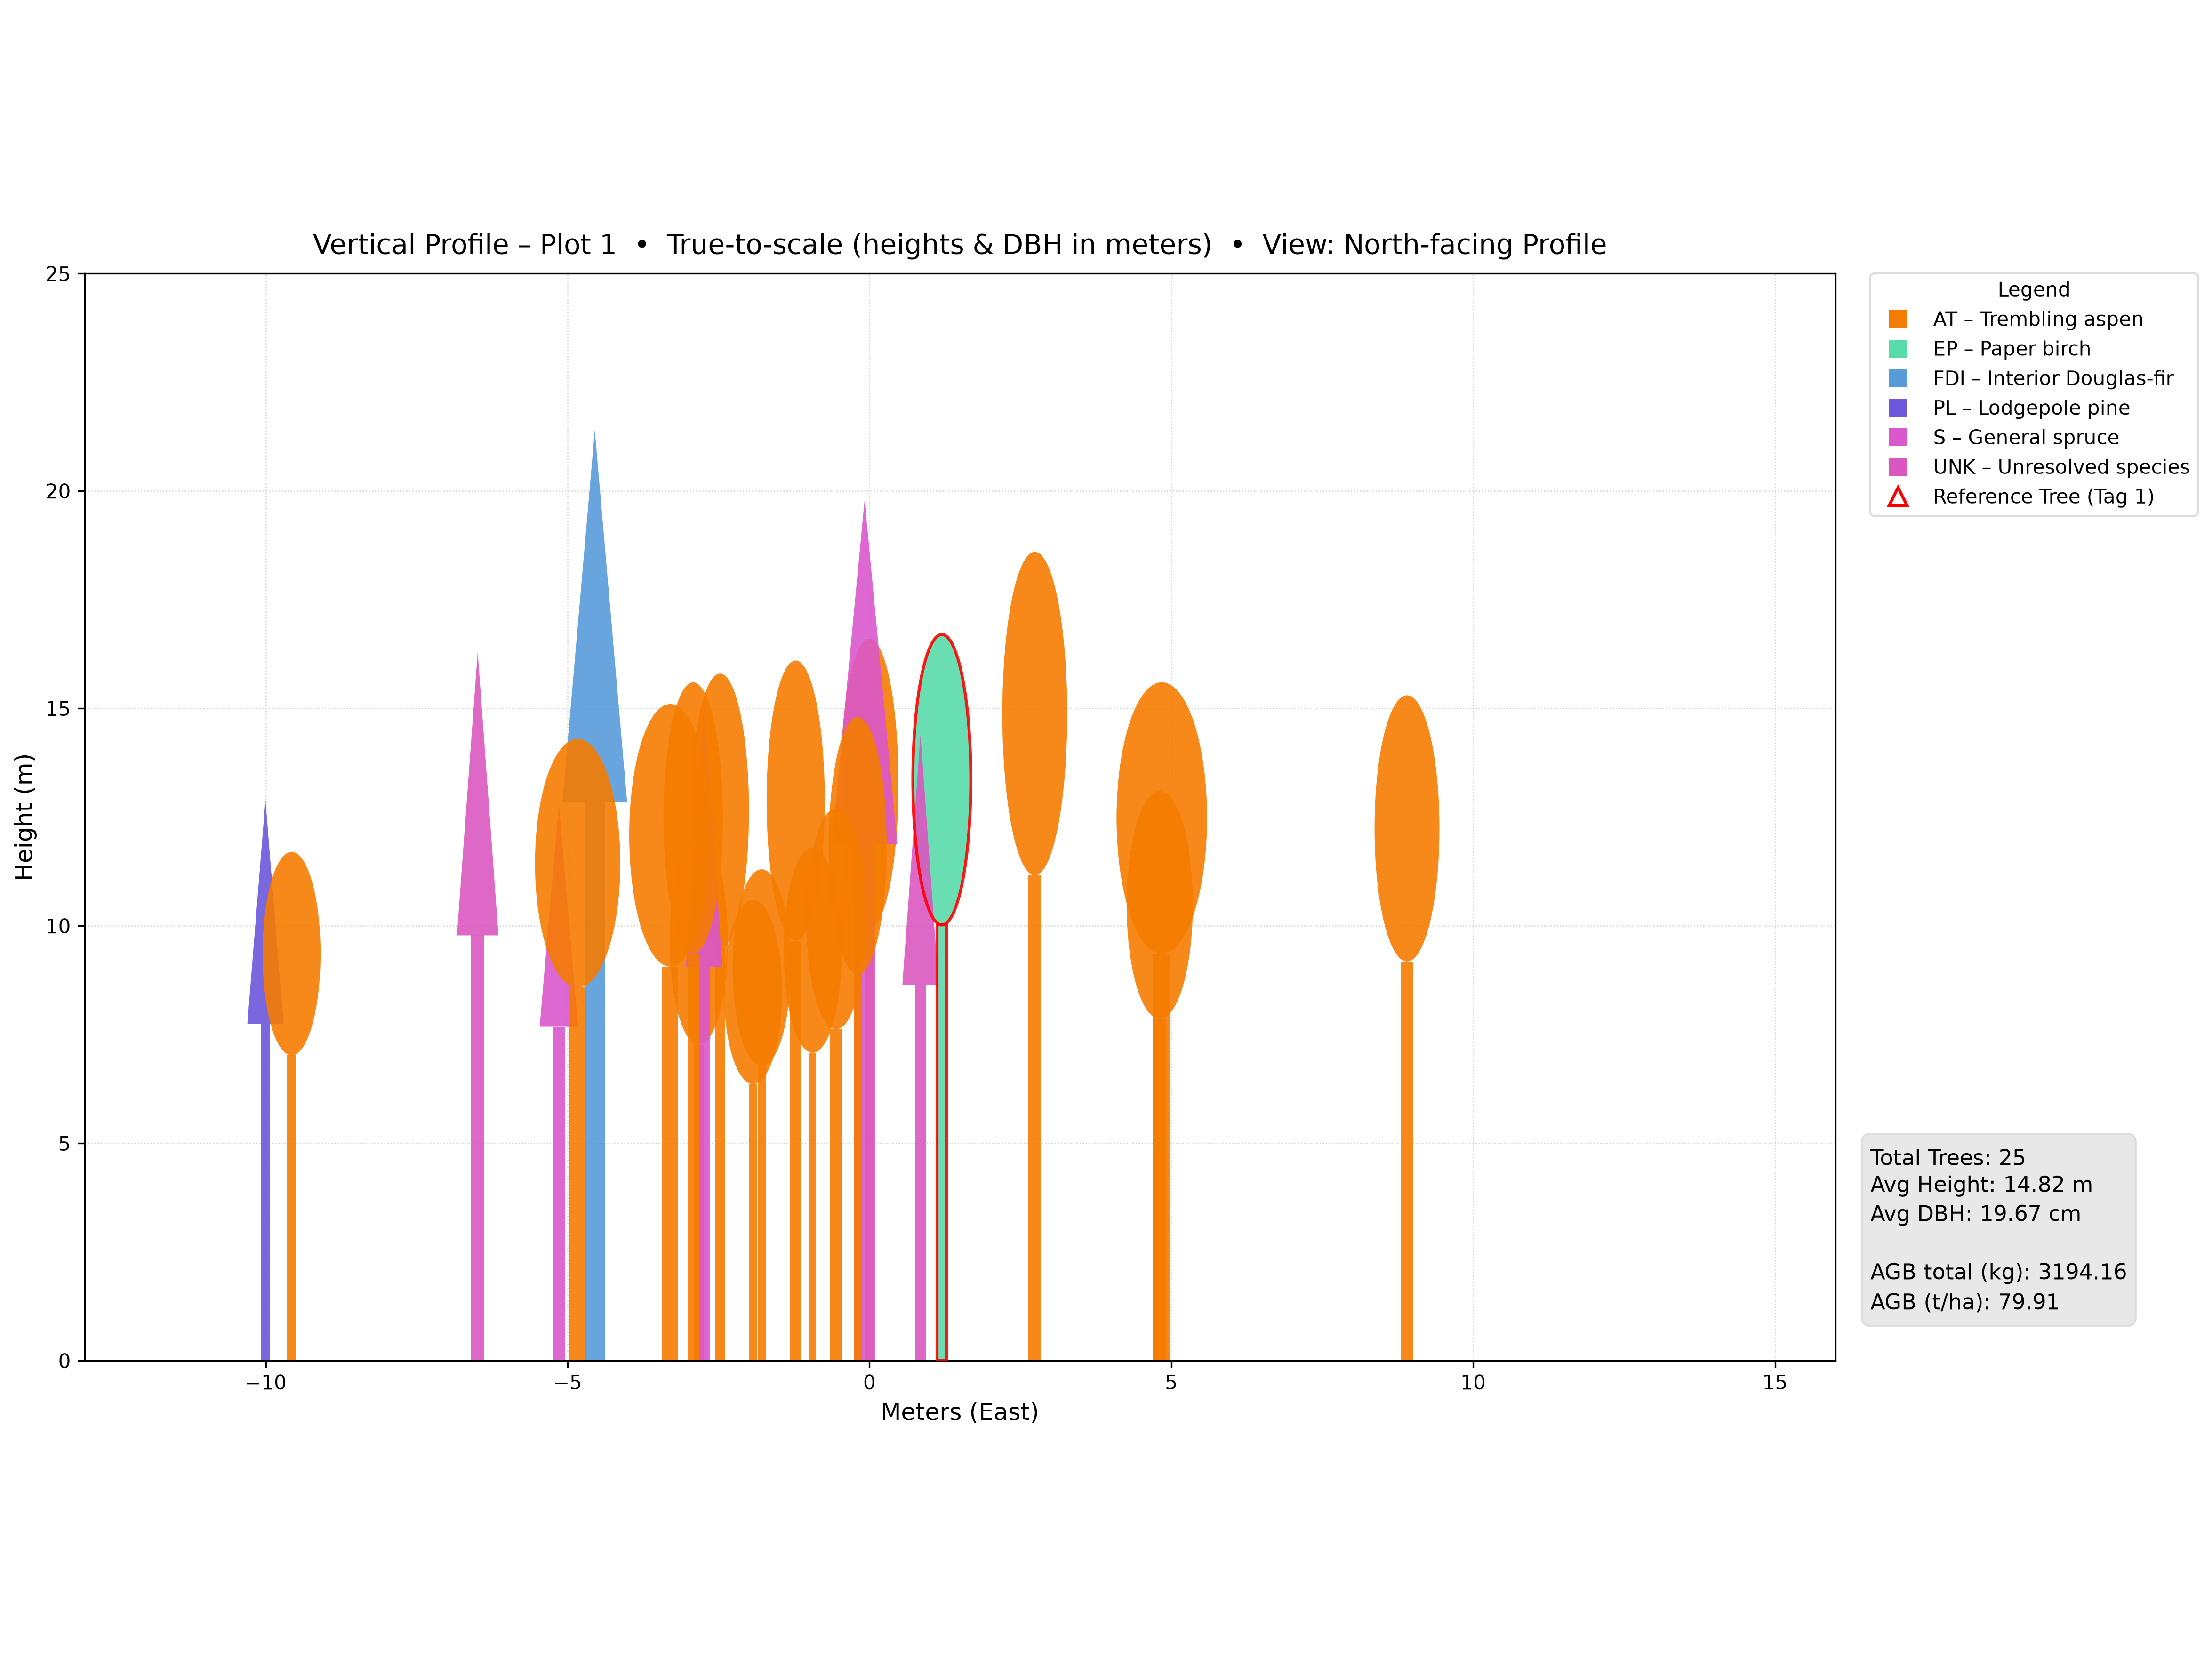 Vertical Profile – Plot 1 • True-to-scale (heights & DBH in meters) • View: North-facing Profile
25
20
15
10
5
0
Height (m)
−10
−5
0
5
10
15
Meters (East)
Legend
AT – Trembling aspen
EP – Paper birch
FDI – Interior Douglas-fir
PL – Lodgepole pine
S – General spruce
UNK – Unresolved species
Reference Tree (Tag 1)
Total Trees: 25
Avg Height: 14.82 m
Avg DBH: 19.67 cm
AGB total (kg): 3194.16
AGB (t/ha): 79.91